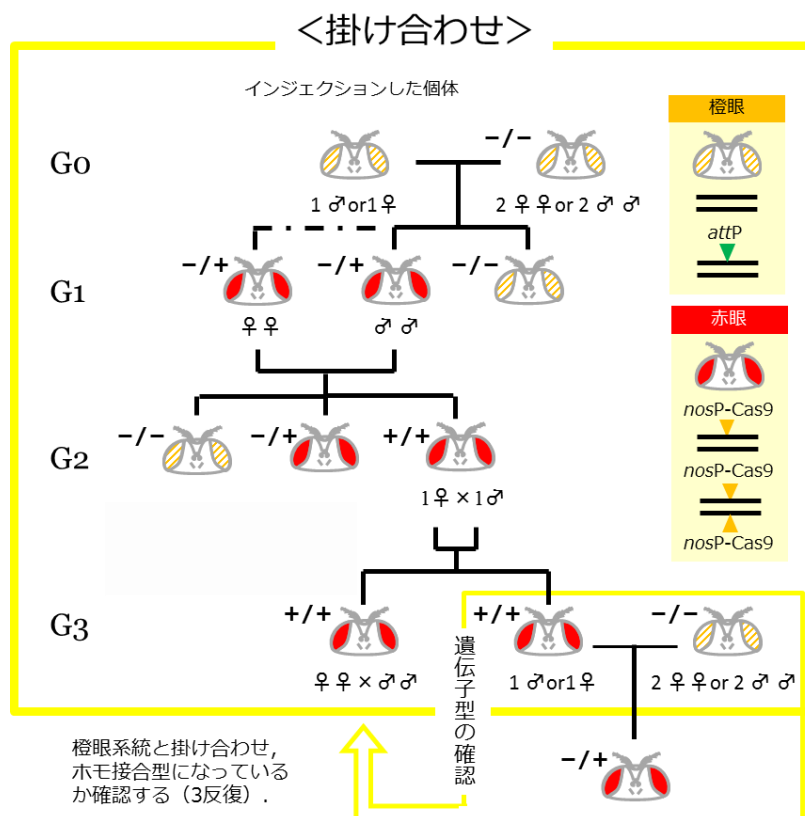 ＜掛け合わせ＞
インジェクションした個体
G0
−/−
1 ♂or1♀
2 ♀♀or 2 ♂ ♂
G1
−/+
−/+
−/−
♀♀
♂ ♂
G2
−/−
−/+
+/+
1♀ × 1♂
G3
+/+
+/+
−/−
♀♀ × ♂♂
1 ♂or1♀
2 ♀♀or 2 ♂ ♂
遺伝子型の確認
−/+
橙眼系統と掛け合わせ,
ホモ接合型になっている
か確認する（3反復）.
橙眼
attP
赤眼
nosP-Cas9
nosP-Cas9
nosP-Cas9